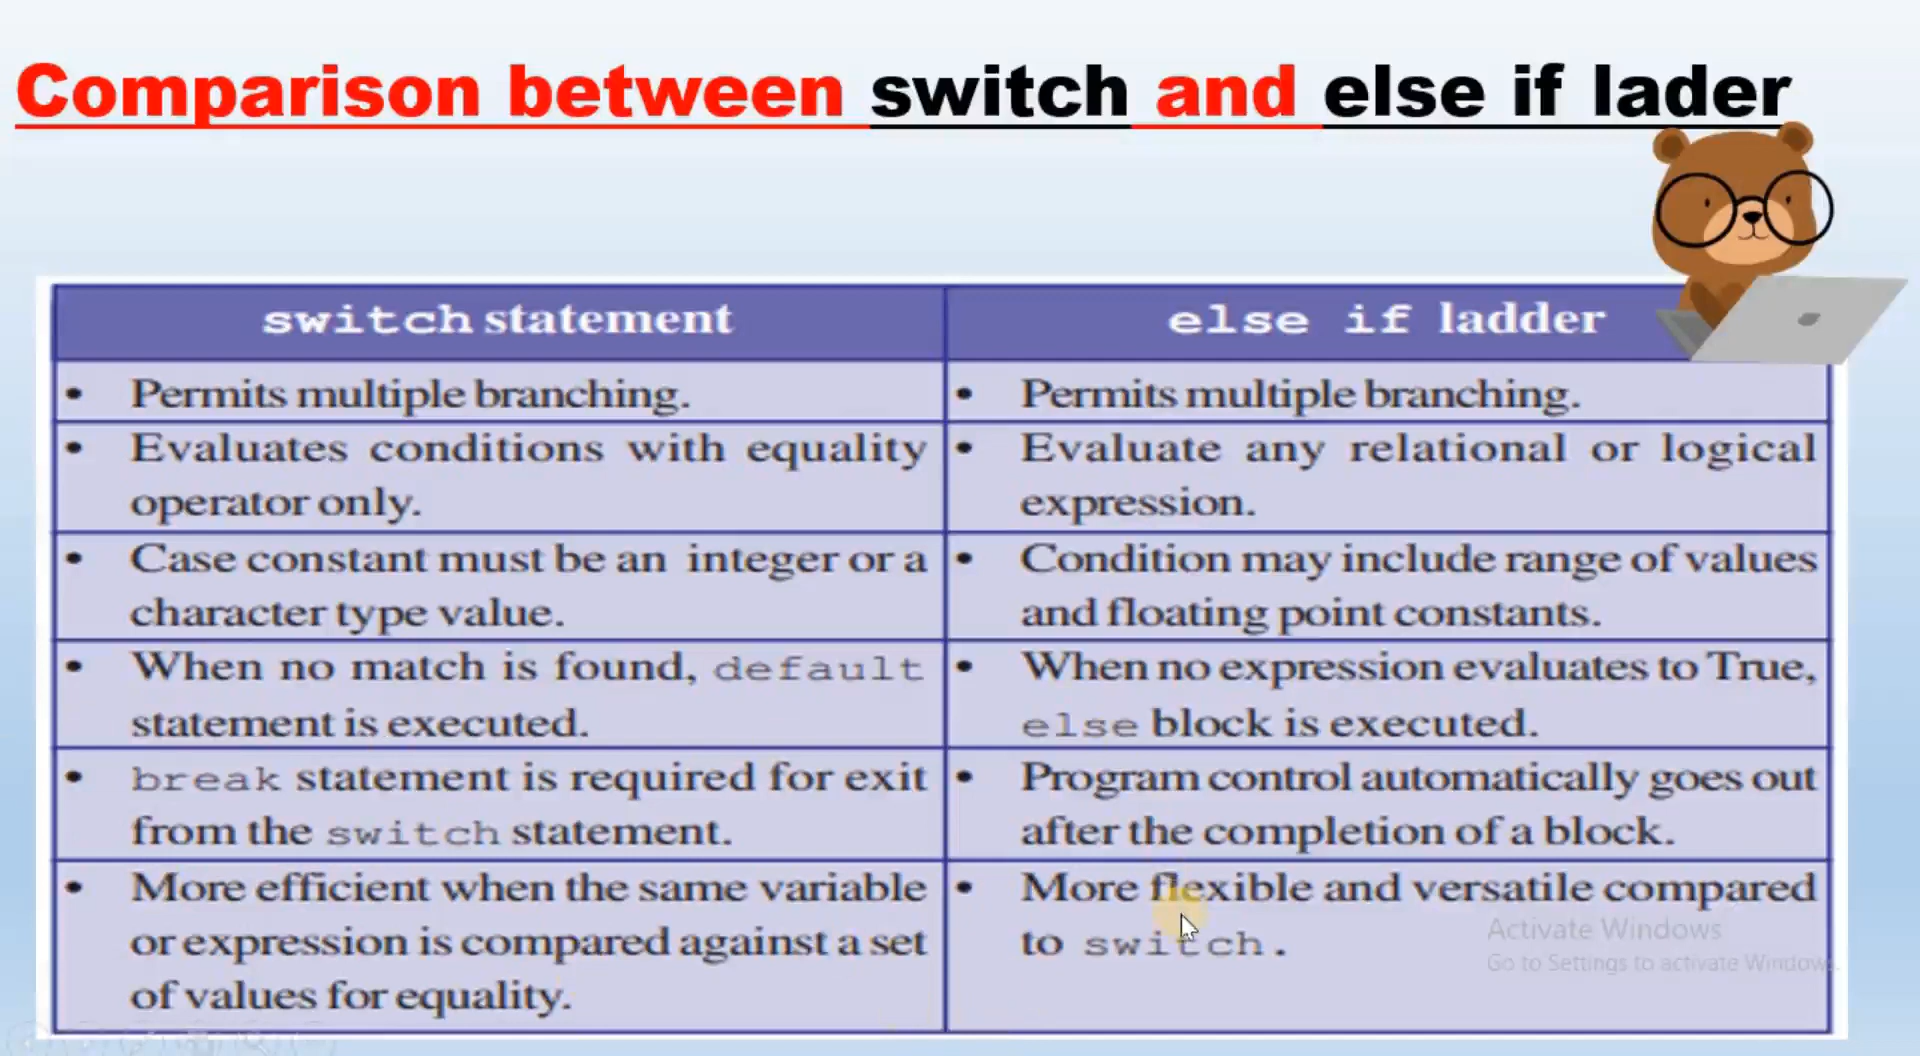 Comparison between switch and else if lader
switch statement
else if ladder
• Permits multiple branching.
• Permits multiple branching.
• Evaluates conditions with equality
operator only.
• Evaluate any relational or logical
expression.
• Case constant must be an integer or a
character type value.
• Condition may include range of values
and floating point constants.
• When no match is found, default
statement is executed.
• When no expression evaluates to True,
else block is executed.
• break statement is required for exit
from the switch statement.
• Program control automatically goes out
after the completion of a block.
• More efficient when the same variable
or expression is compared against a set
of values for equality.
• More flexible and versatile compared
to switch.
Activate Windows
Go to Settings to activate Windows.